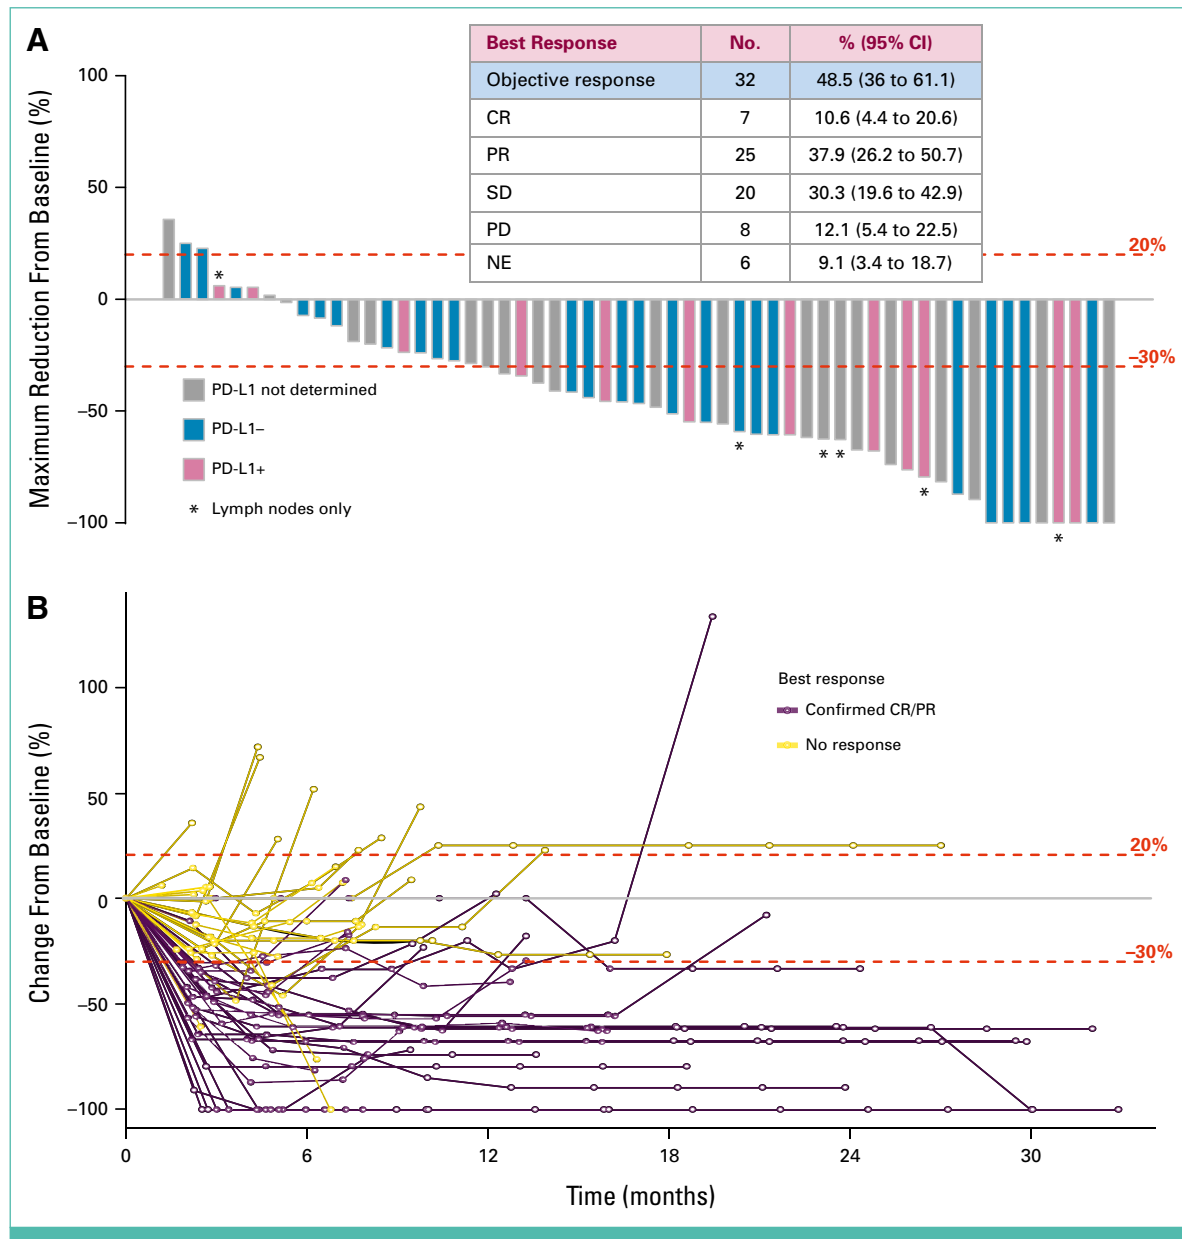 A
Best Response No. % (95% CI)
Objective response 32 48.5 (36 to 61.1)
CR 7 10.6 (4.4 to 20.6)
PR 25 37.9 (26.2 to 50.7)
SD 20 30.3 (19.6 to 42.9)
PD 8 12.1 (5.4 to 22.5)
NE 6 9.1 (3.4 to 18.7)
Maximum Reduction From Baseline (%)
100
50
0
–50
–100
20%
–30%
*
PD-L1 not determined
PD-L1–
PD-L1+
* Lymph nodes only
*
* *
*
*
B
Change From Baseline (%)
100
50
0
–50
–100
Best response
Confirmed CR/PR
No response
20%
–30%
0 6 12 18 24 30
Time (months)